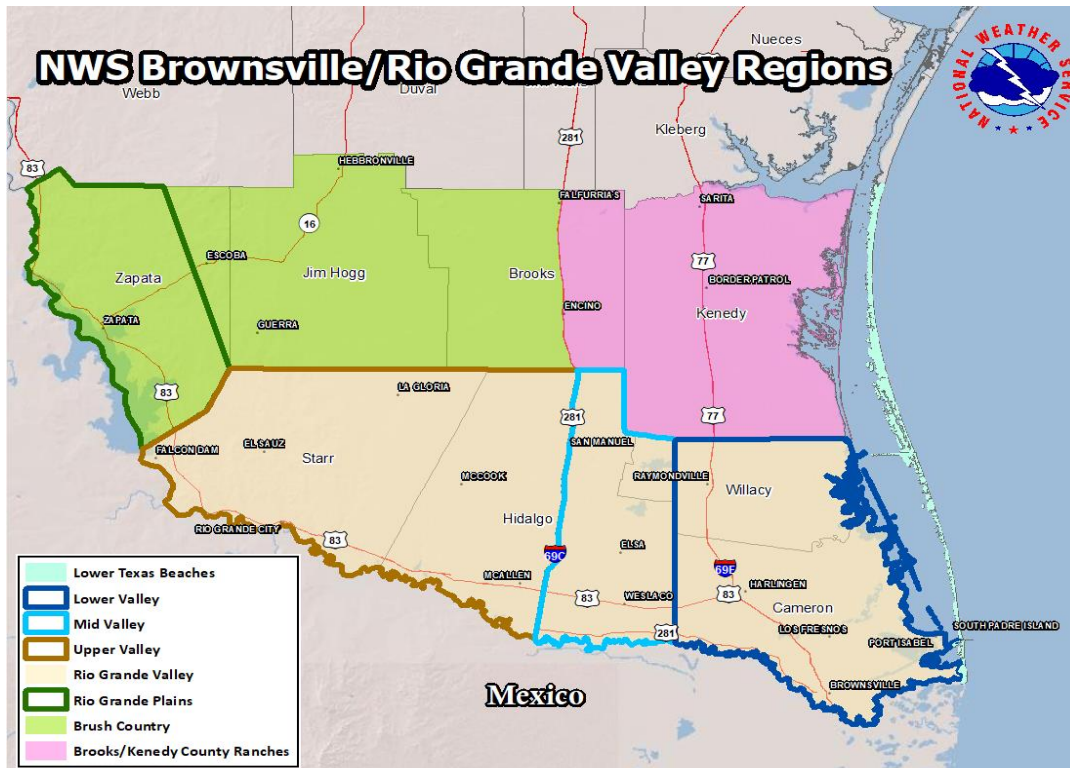 NWS Brownsville/Rio Grande Valley Regions
NATIONAL WEATHER SERVICE
Nueces
Webb
Duval
Kleberg
281
83
HEBBRONVILLE
FALFURRIAS
SARITA
16
ESCOBA
77
Zapata
Jim Hogg
Brooks
BORDER PATROL
ENCINO
Kenedy
ZAPATA
GUERRA
83
LA GLORIA
281
77
FALCON DAM
EL SAUZ
SAN MANUEL
Starr
MCCOOK
RAYMONDVILLE
Willacy
Hidalgo
RIO GRANDE CITY
83
69C
ELSA
69E
MCALLEN
HARLINGEN
83
WESLACO
83
Cameron
SOUTH PADRE ISLAND
281
LOS FRESNOS
PORT ISABEL
BROWNSVILLE
Mexico
Lower Texas Beaches
Lower Valley
Mid Valley
Upper Valley
Rio Grande Valley
Rio Grande Plains
Brush Country
Brooks/Kenedy County Ranches